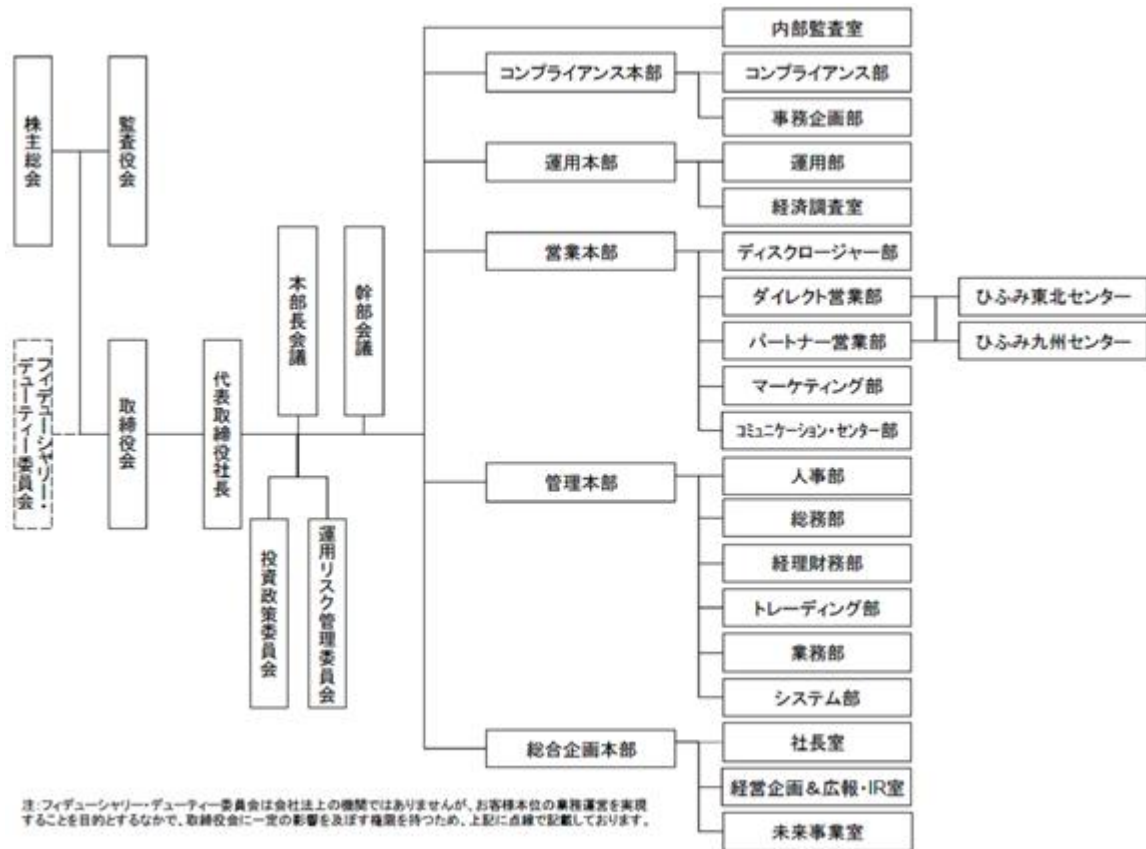 株主総会
監査役会
フィデューシャリー・
デューティー委員会
取締役会
代表取締役社長
本部長会議
幹部会議
投資政策委員会
運用リスク管理委員会
内部監査室
コンプライアンス本部
コンプライアンス部
事務企画部
運用本部
運用部
経済調査室
営業本部
ディスクロージャー部
ダイレクト営業部
ひふみ東北センター
パートナー営業部
ひふみ九州センター
マーケティング部
コミュニケーション・センター部
管理本部
人事部
総務部
経理財務部
トレーディング部
業務部
システム部
総合企画本部
社長室
経営企画&広報・IR室
未来事業室
注:フィデューシャリー・デューティー委員会は会社法上の機関ではありませんが、お客様本位の業務運営を実現
することを目的とするなかで、取締役会に一定の影響を及ぼす権限を持つため、上記に点線で記載しております。